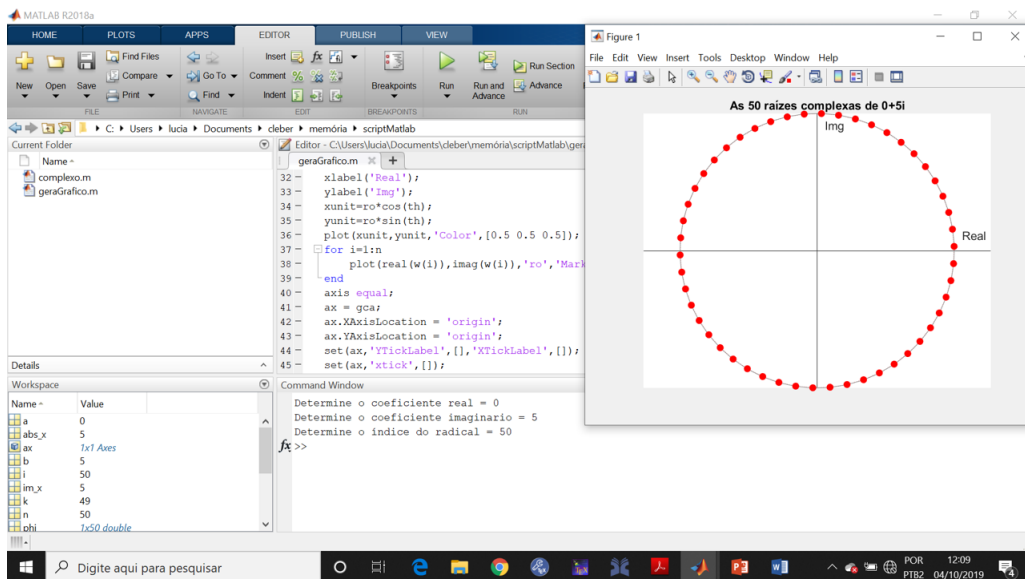 MATLAB R2018a
HOME PLOTS APPS EDITOR PUBLISH VIEW
New Open Save
Find Files
Compare
Print
FILE
Go To
Find
NAVIGATE
Insert fx
Comment
Indent
EDIT
Breakpoints
BREAKPOINTS
Run
Run and Advance
Run Section
Advance
RUN
C: Users lucia Documents cleber memória scriptMatlab
Current Folder
Name
complexo.m
geraGrafico.m
Details
Workspace
Name Value
a 0
abs_x 5
ax 1x1 Axes
b 5
i 50
im_x 5
k 49
n 50
phi 1x50 double
Editor - C:\Users\lucia\Documents\cleber\memória\scriptMatlab\gera
geraGrafico.m
32 xlabel('Real');
33 ylabel('Img');
34 xunit=ro*cos(th);
35 yunit=ro*sin(th);
36 plot(xunit,yunit,'Color',[0.5 0.5 0.5]);
37 for i=1:n
38 plot(real(w(i)),imag(w(i)),'ro','Mark
39 end
40 axis equal;
41 ax = gca;
42 ax.XAxisLocation = 'origin';
43 ax.YAxisLocation = 'origin';
44 set(ax,'YTickLabel',[],'XTickLabel',[]);
45 set(ax,'xtick',[]);
Command Window
Determine o coeficiente real = 0
Determine o coeficiente imaginario = 5
Determine o indice do radical = 50
fx >>
Figure 1
File Edit View Insert Tools Desktop Window Help
As 50 raízes complexas de 0+5i
Img
Real
Digite aqui para pesquisar
POR
PTB2
12:09
04/10/2019
4